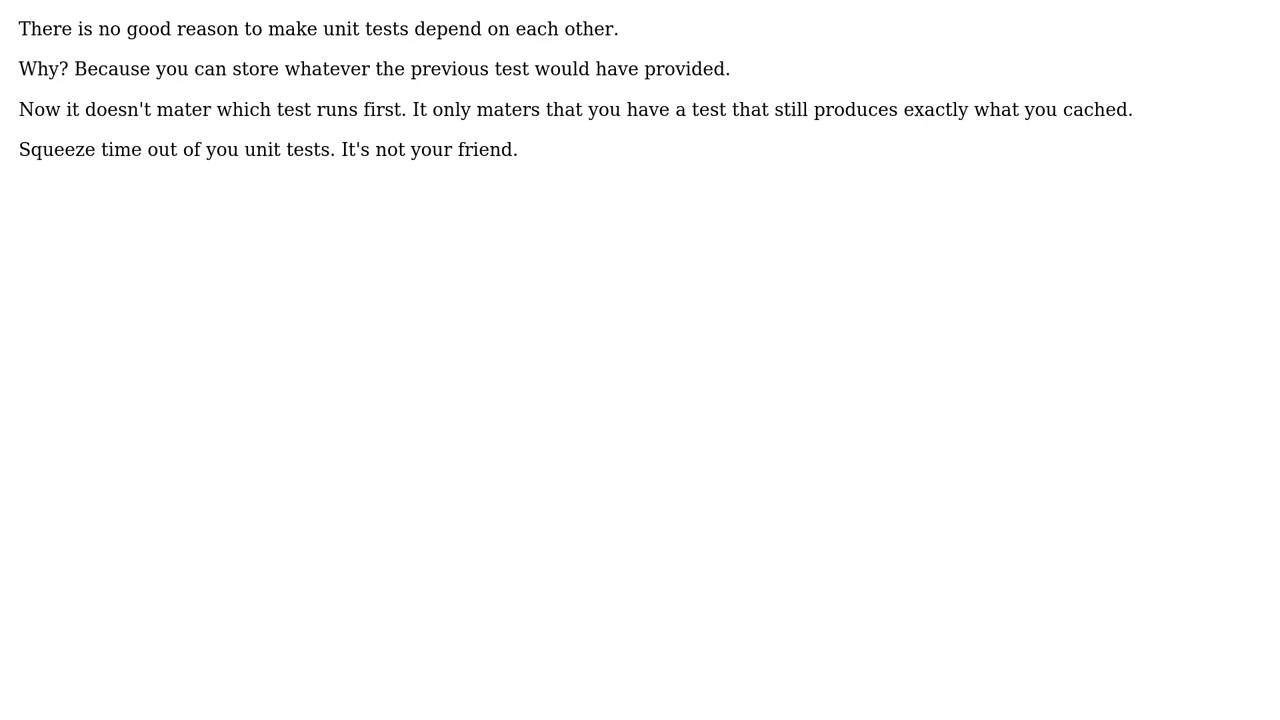 There is no good reason to make unit tests depend on each other.
Why? Because you can store whatever the previous test would have provided.
Now it doesn't mater which test runs first. It only maters that you have a test that still produces exactly what you cached.
Squeeze time out of you unit tests. It's not your friend.